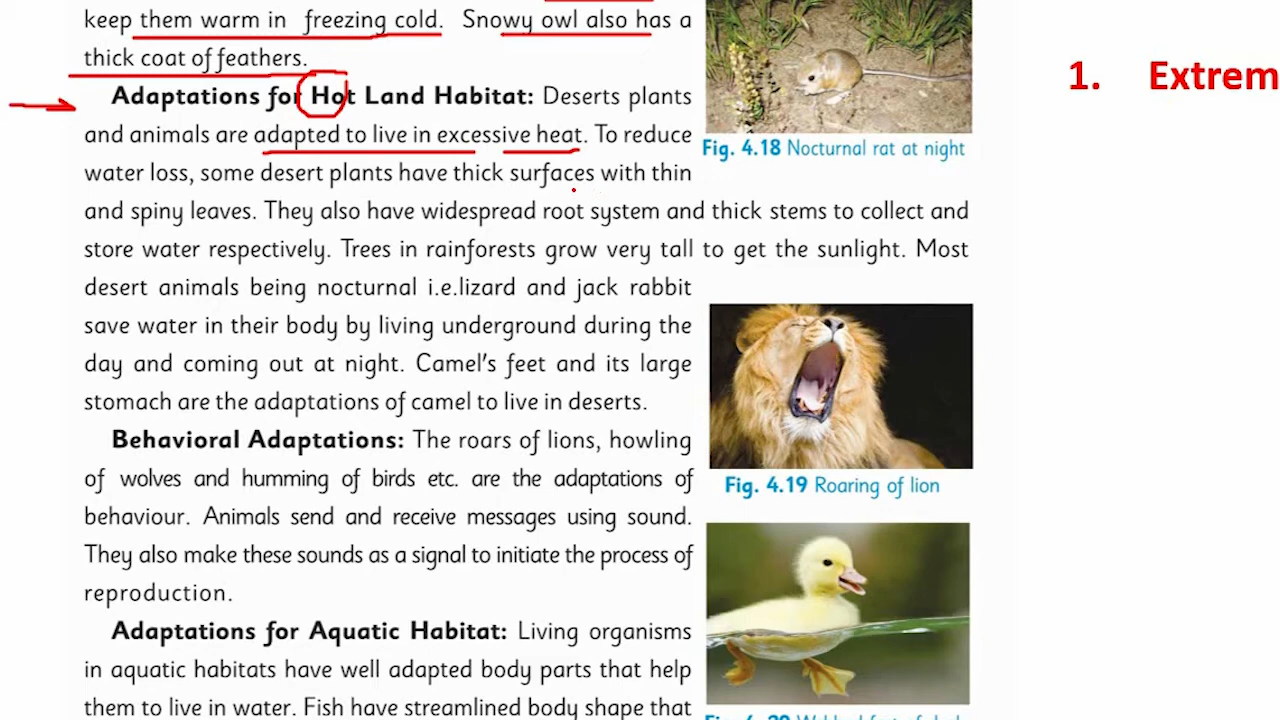 keep them warm in freezing cold. Snowy owl also has a
thick coat of feathers.
Adaptations for Hot Land Habitat: Deserts plants
and animals are adapted to live in excessive heat. To reduce
water loss, some desert plants have thick surfaces with thin
and spiny leaves. They also have widespread root system and thick stems to collect and
store water respectively. Trees in rainforests grow very tall to get the sunlight. Most
desert animals being nocturnal i.e.lizard and jack rabbit
save water in their body by living underground during the
day and coming out at night. Camel's feet and its large
stomach are the adaptations of camel to live in deserts.
Behavioral Adaptations: The roars of lions, howling
of wolves and humming of birds etc. are the adaptations of
behaviour. Animals send and receive messages using sound.
They also make these sounds as a signal to initiate the process of
reproduction.
Adaptations for Aquatic Habitat: Living organisms
in aquatic habitats have well adapted body parts that help
them to live in water. Fish have streamlined body shape that
Fig. 4.18 Nocturnal rat at night
Fig. 4.19 Roaring of lion
1. Extrem